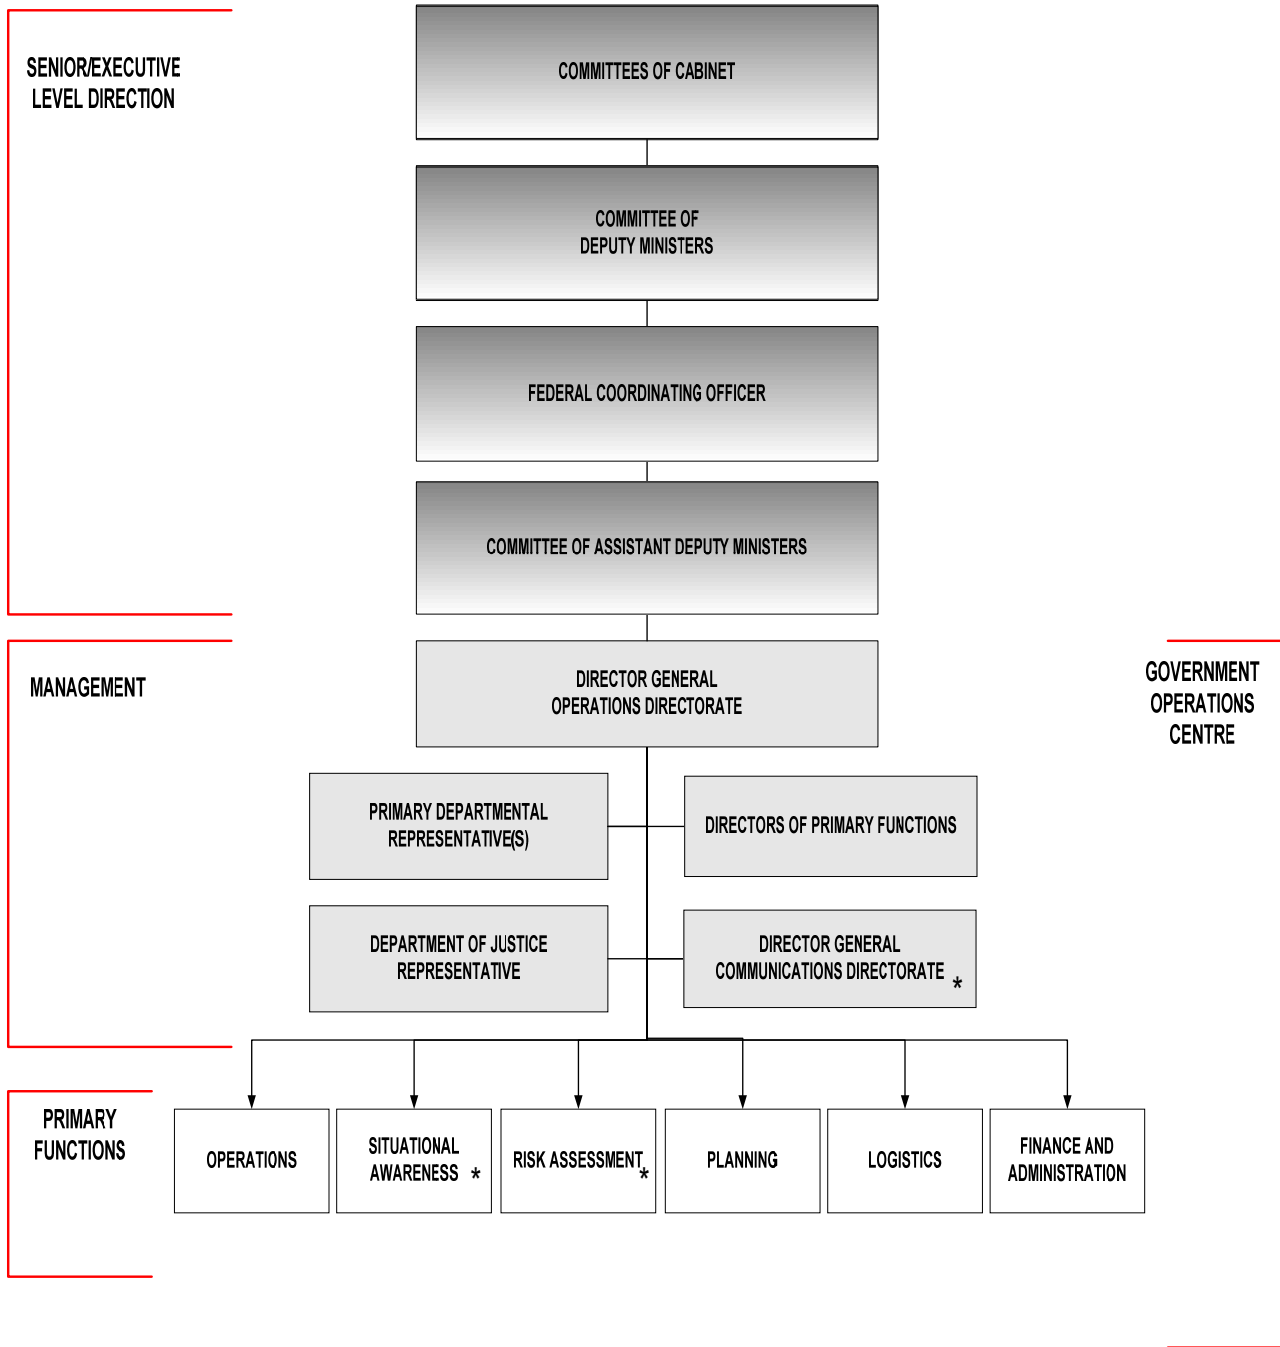 SENIOR/EXECUTIVE
LEVEL DIRECTION
COMMITTEES OF CABINET
COMMITTEE OF
DEPUTY MINISTERS
FEDERAL COORDINATING OFFICER
COMMITTEE OF ASSISTANT DEPUTY MINISTERS
MANAGEMENT
DIRECTOR GENERAL
OPERATIONS DIRECTORATE
GOVERNMENT
OPERATIONS
CENTRE
PRIMARY DEPARTMENTAL
REPRESENTATIVE(S)
DIRECTORS OF PRIMARY FUNCTIONS
DEPARTMENT OF JUSTICE
REPRESENTATIVE
DIRECTOR GENERAL
COMMUNICATIONS DIRECTORATE *
PRIMARY
FUNCTIONS
OPERATIONS
SITUATIONAL
AWARENESS *
RISK ASSESSMENT *
PLANNING
LOGISTICS
FINANCE AND
ADMINISTRATION